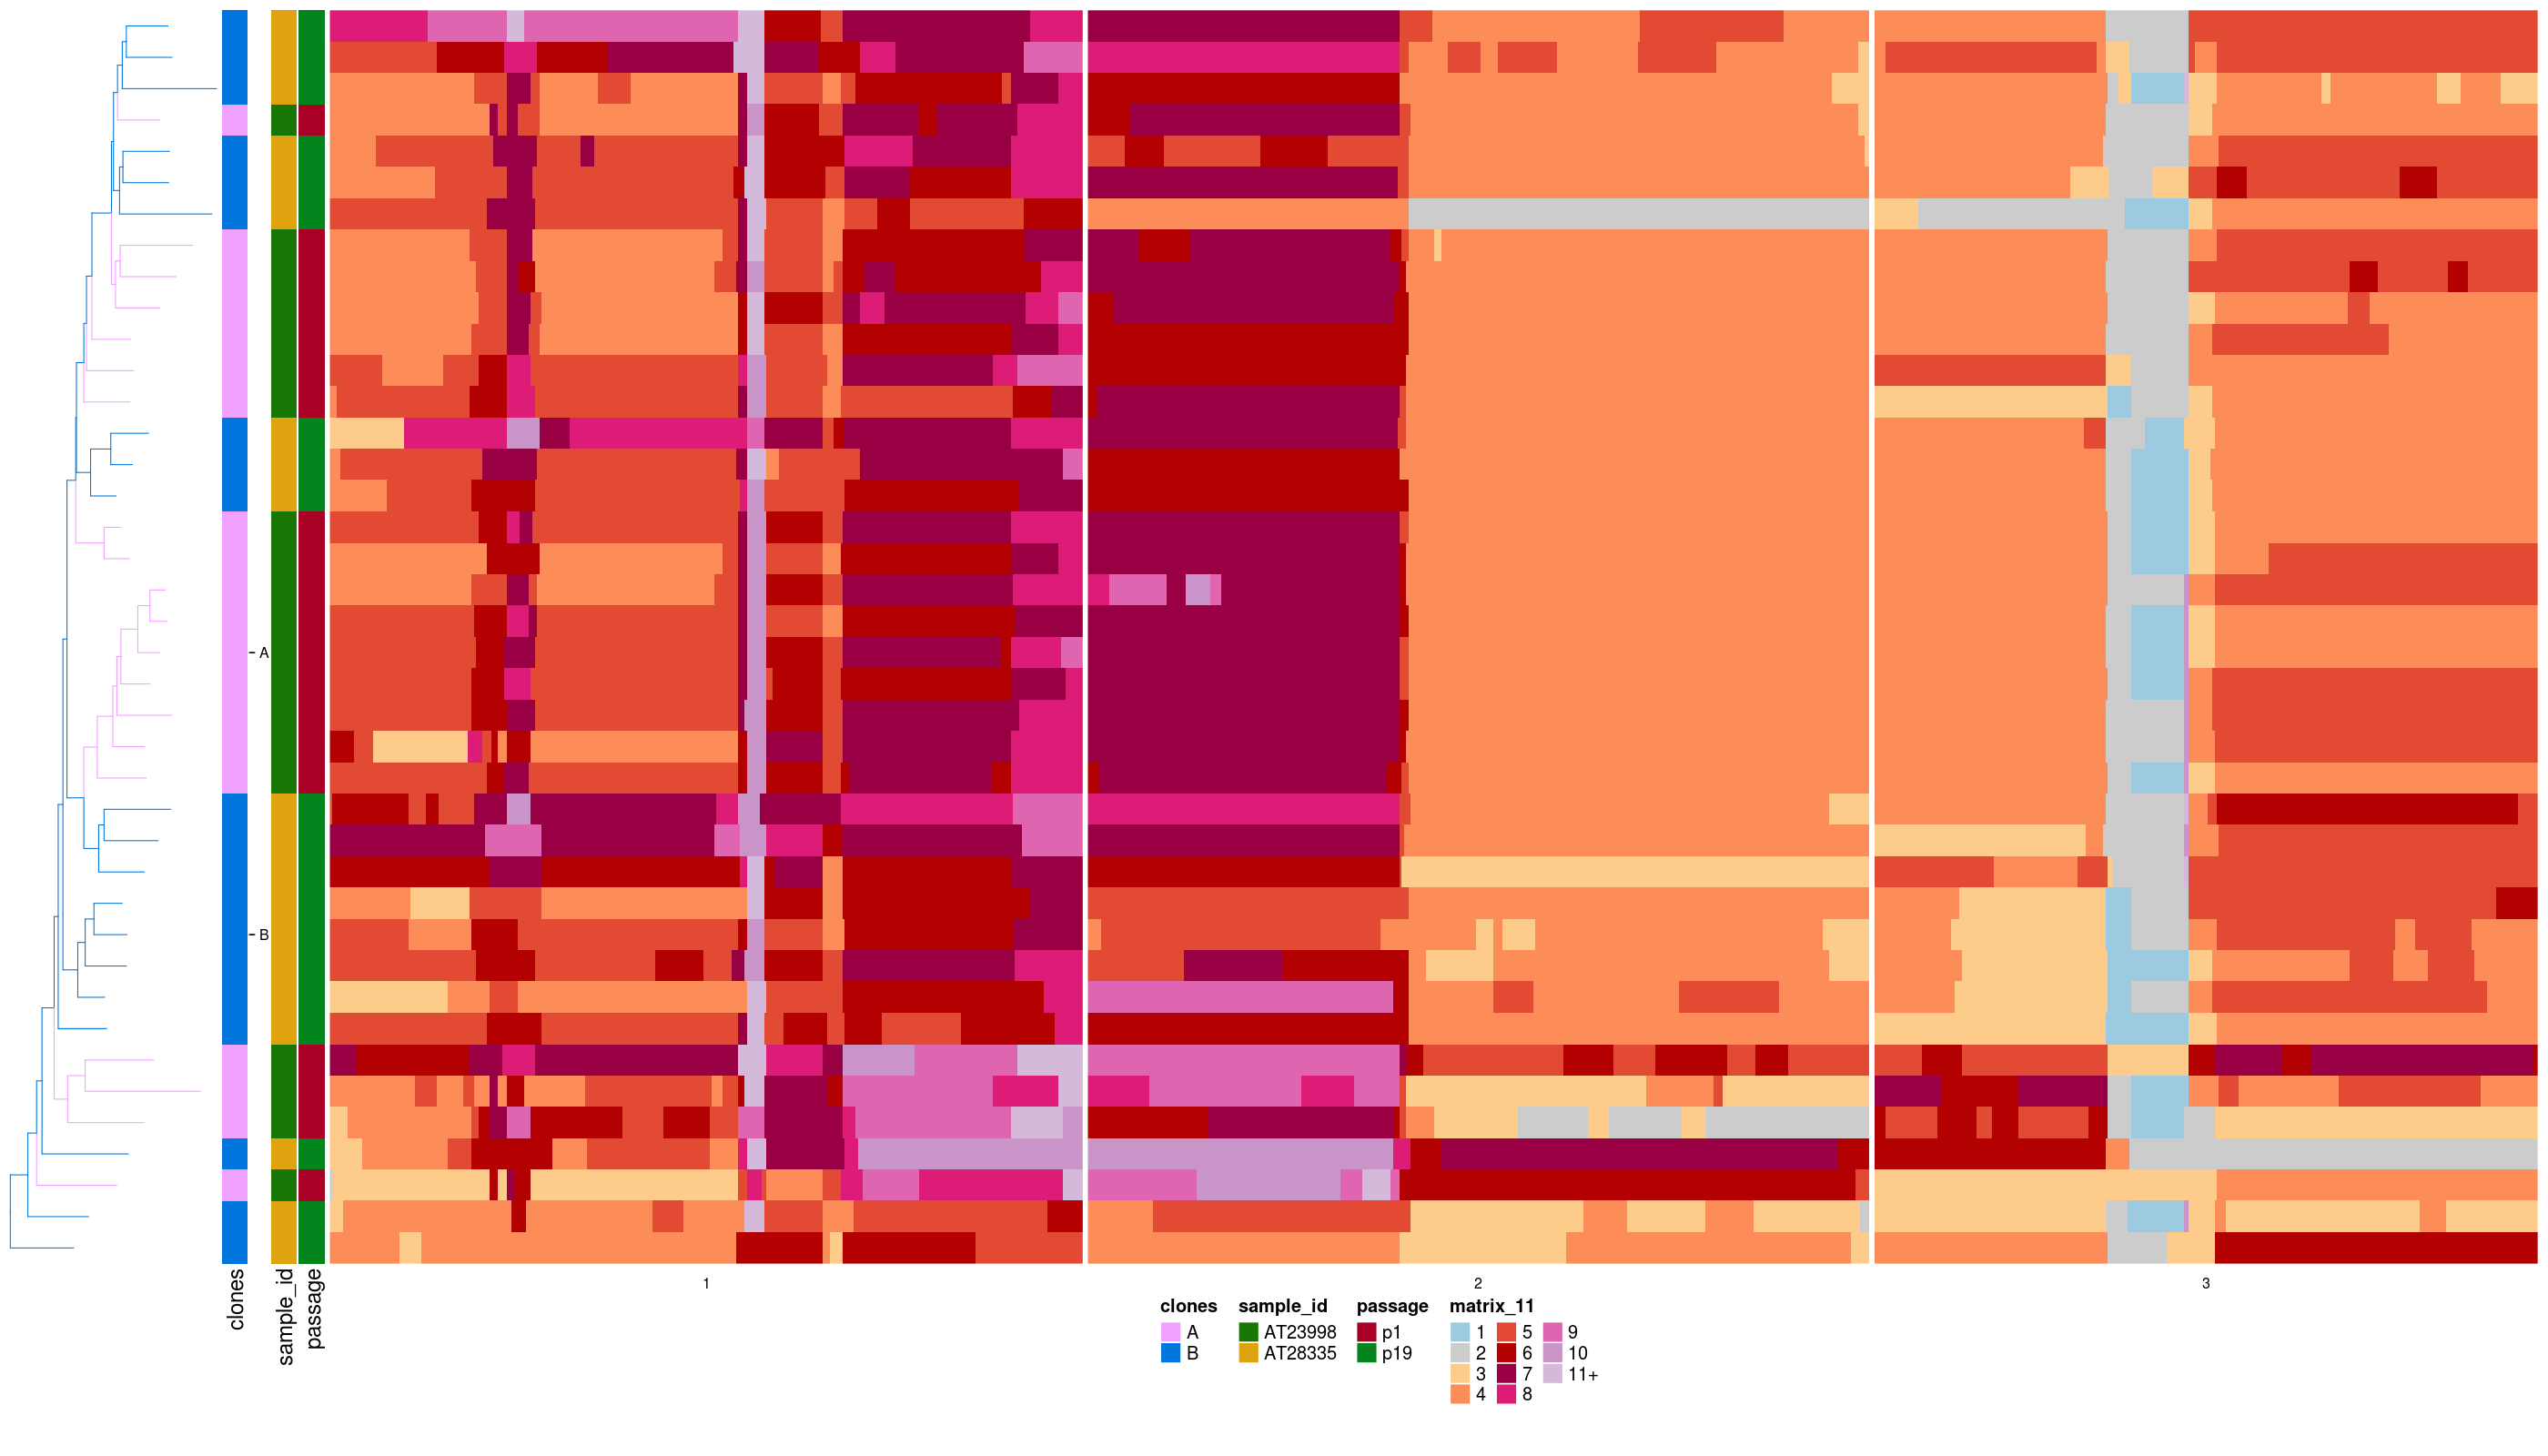 - A
- B
clones
sample_id
passage
1 2 3
clones sample_id passage matrix_11
A AT23998 p1 1 5 9
B AT28335 p19 2 6 10
3 7 11+
4 8